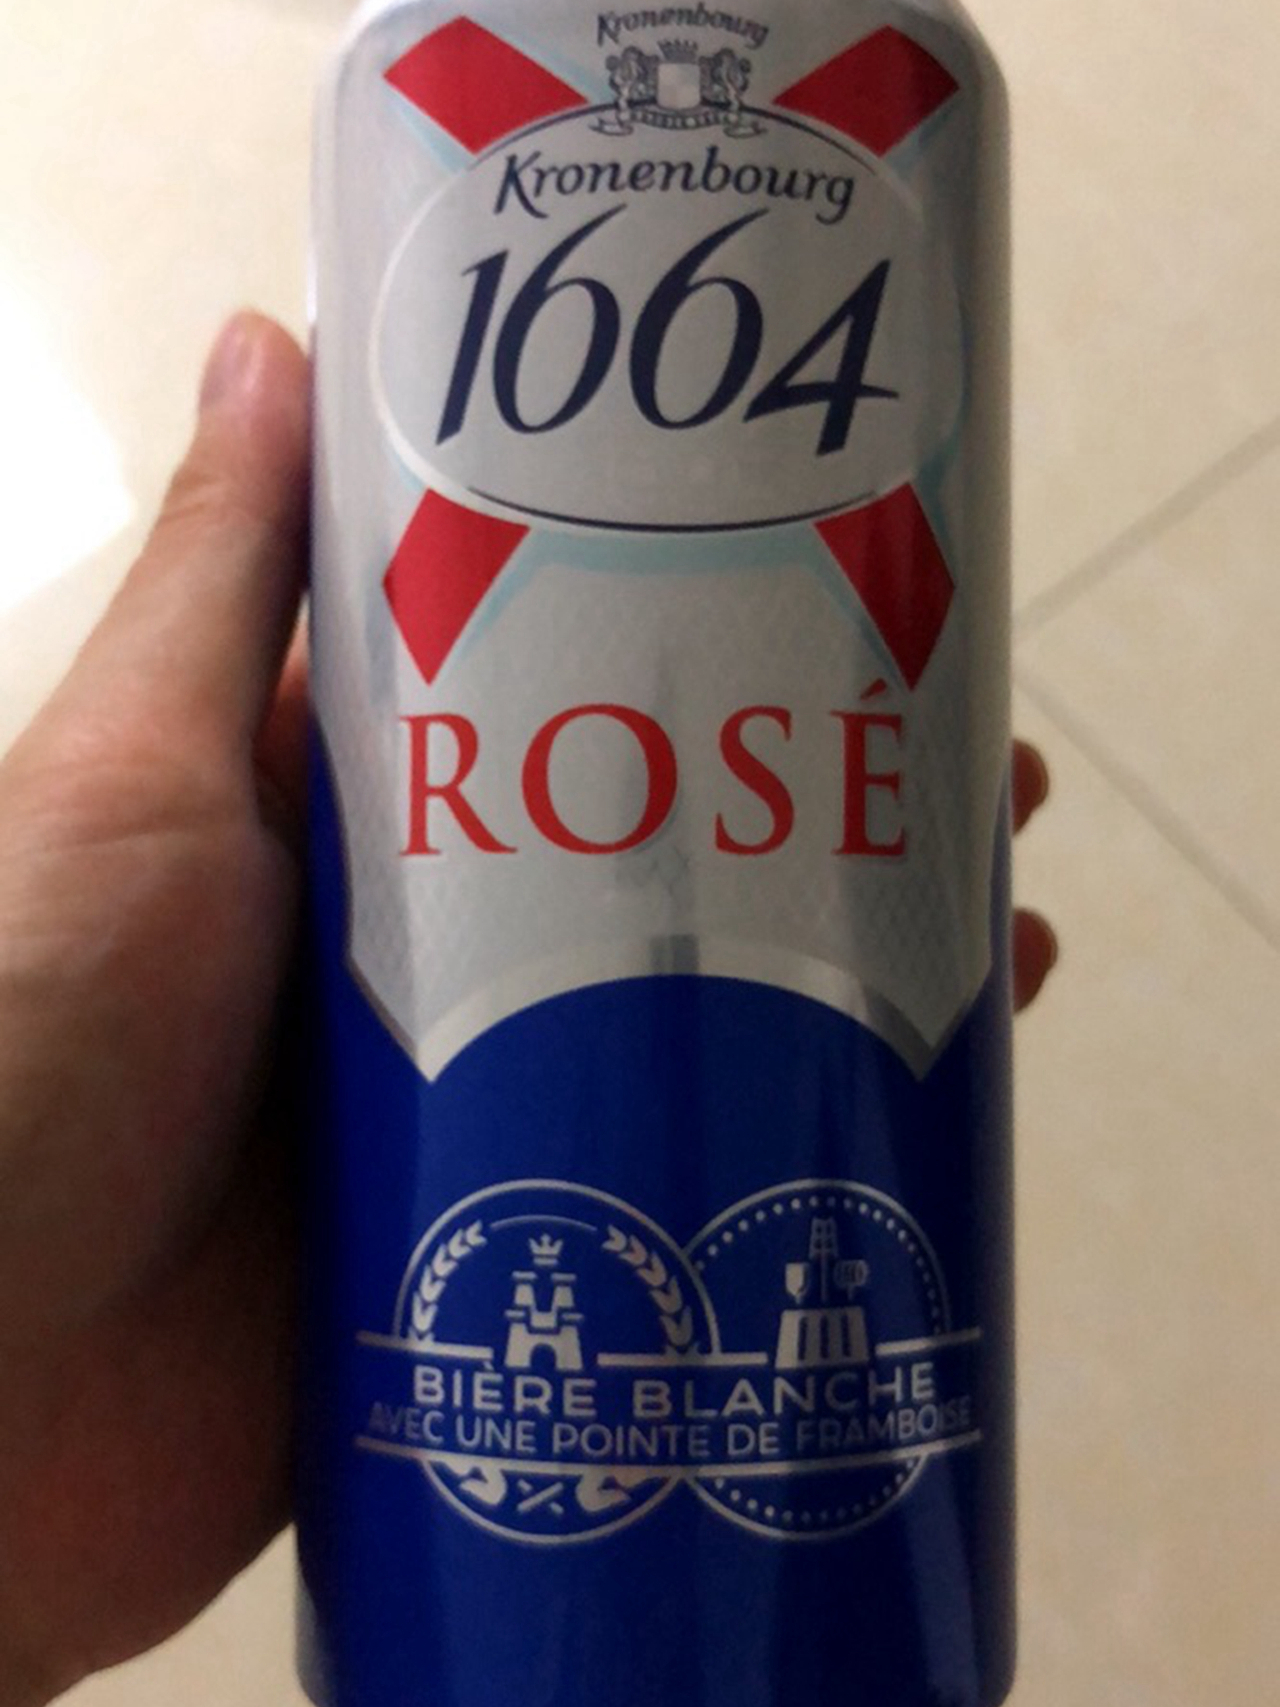 Kronenbourg
Kronenbourg
1664
ROSÉ
BIÈRE BLANCHE
AVEC UNE POINTE DE FRAMBOISE